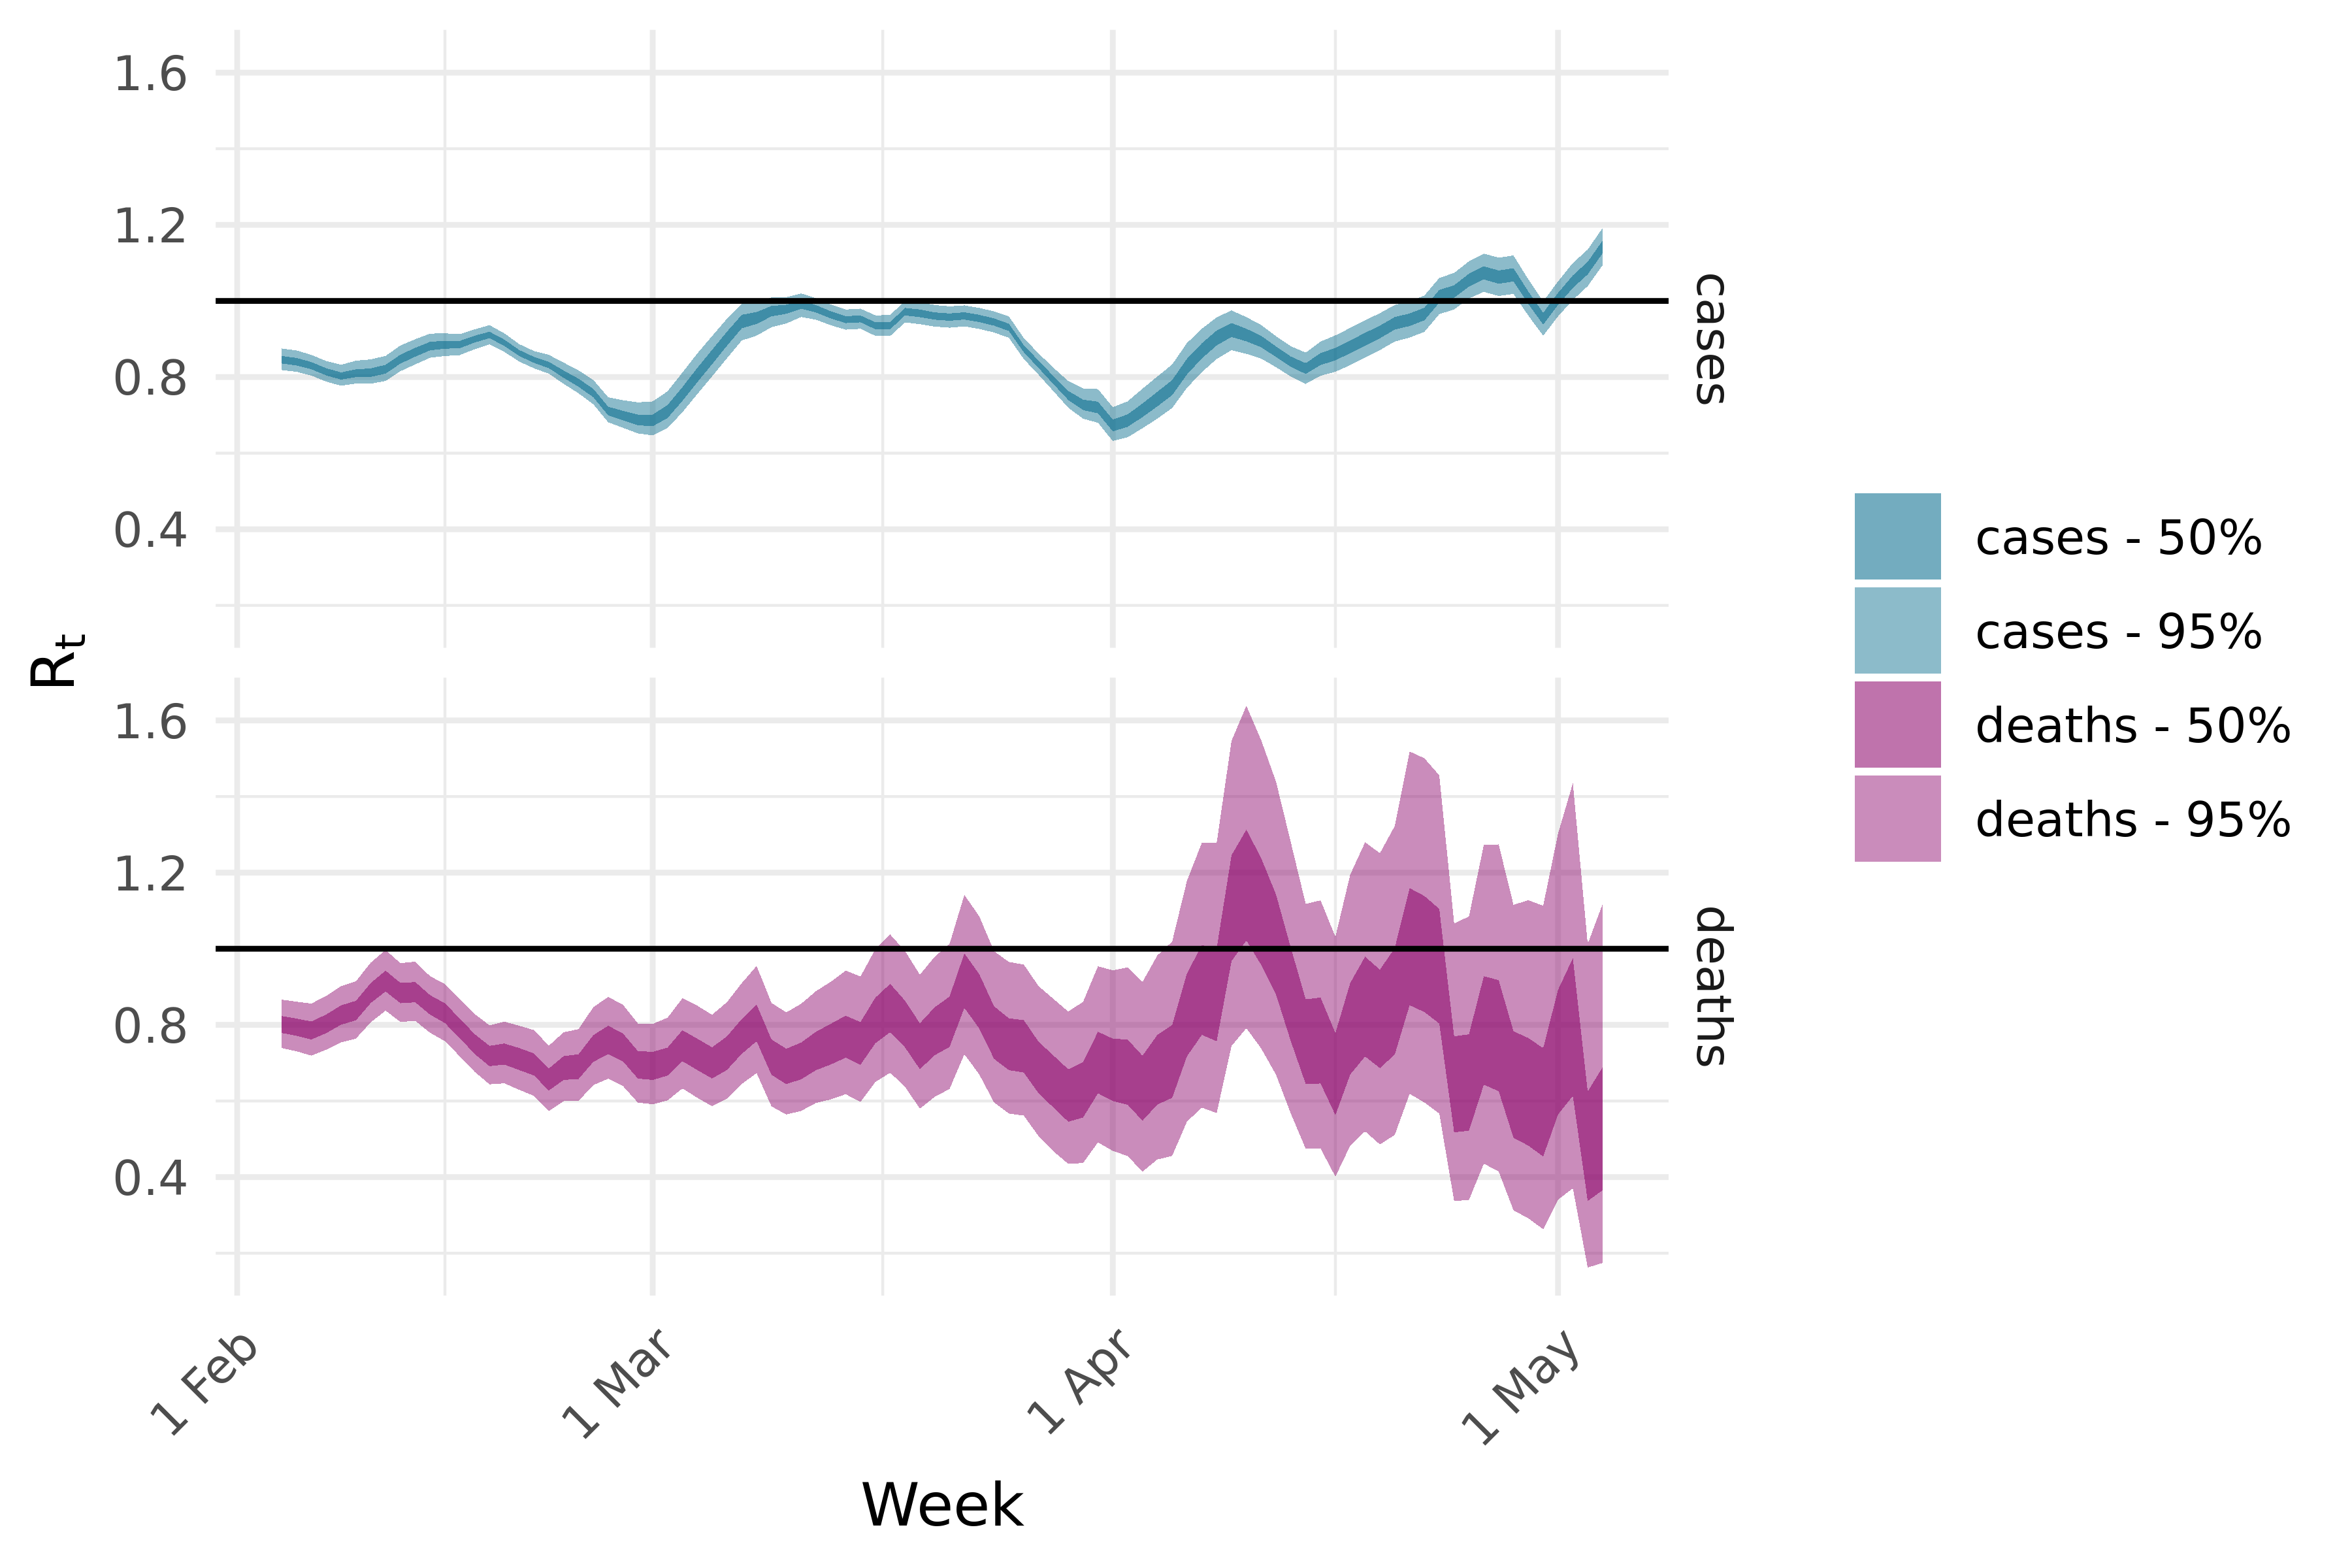 1.6
1.2
0.8
0.4
cases
1.6
1.2
0.8
0.4
deaths
Rt
1 Feb
1 Mar
1 Apr
1 May
Week
cases - 50%
cases - 95%
deaths - 50%
deaths - 95%